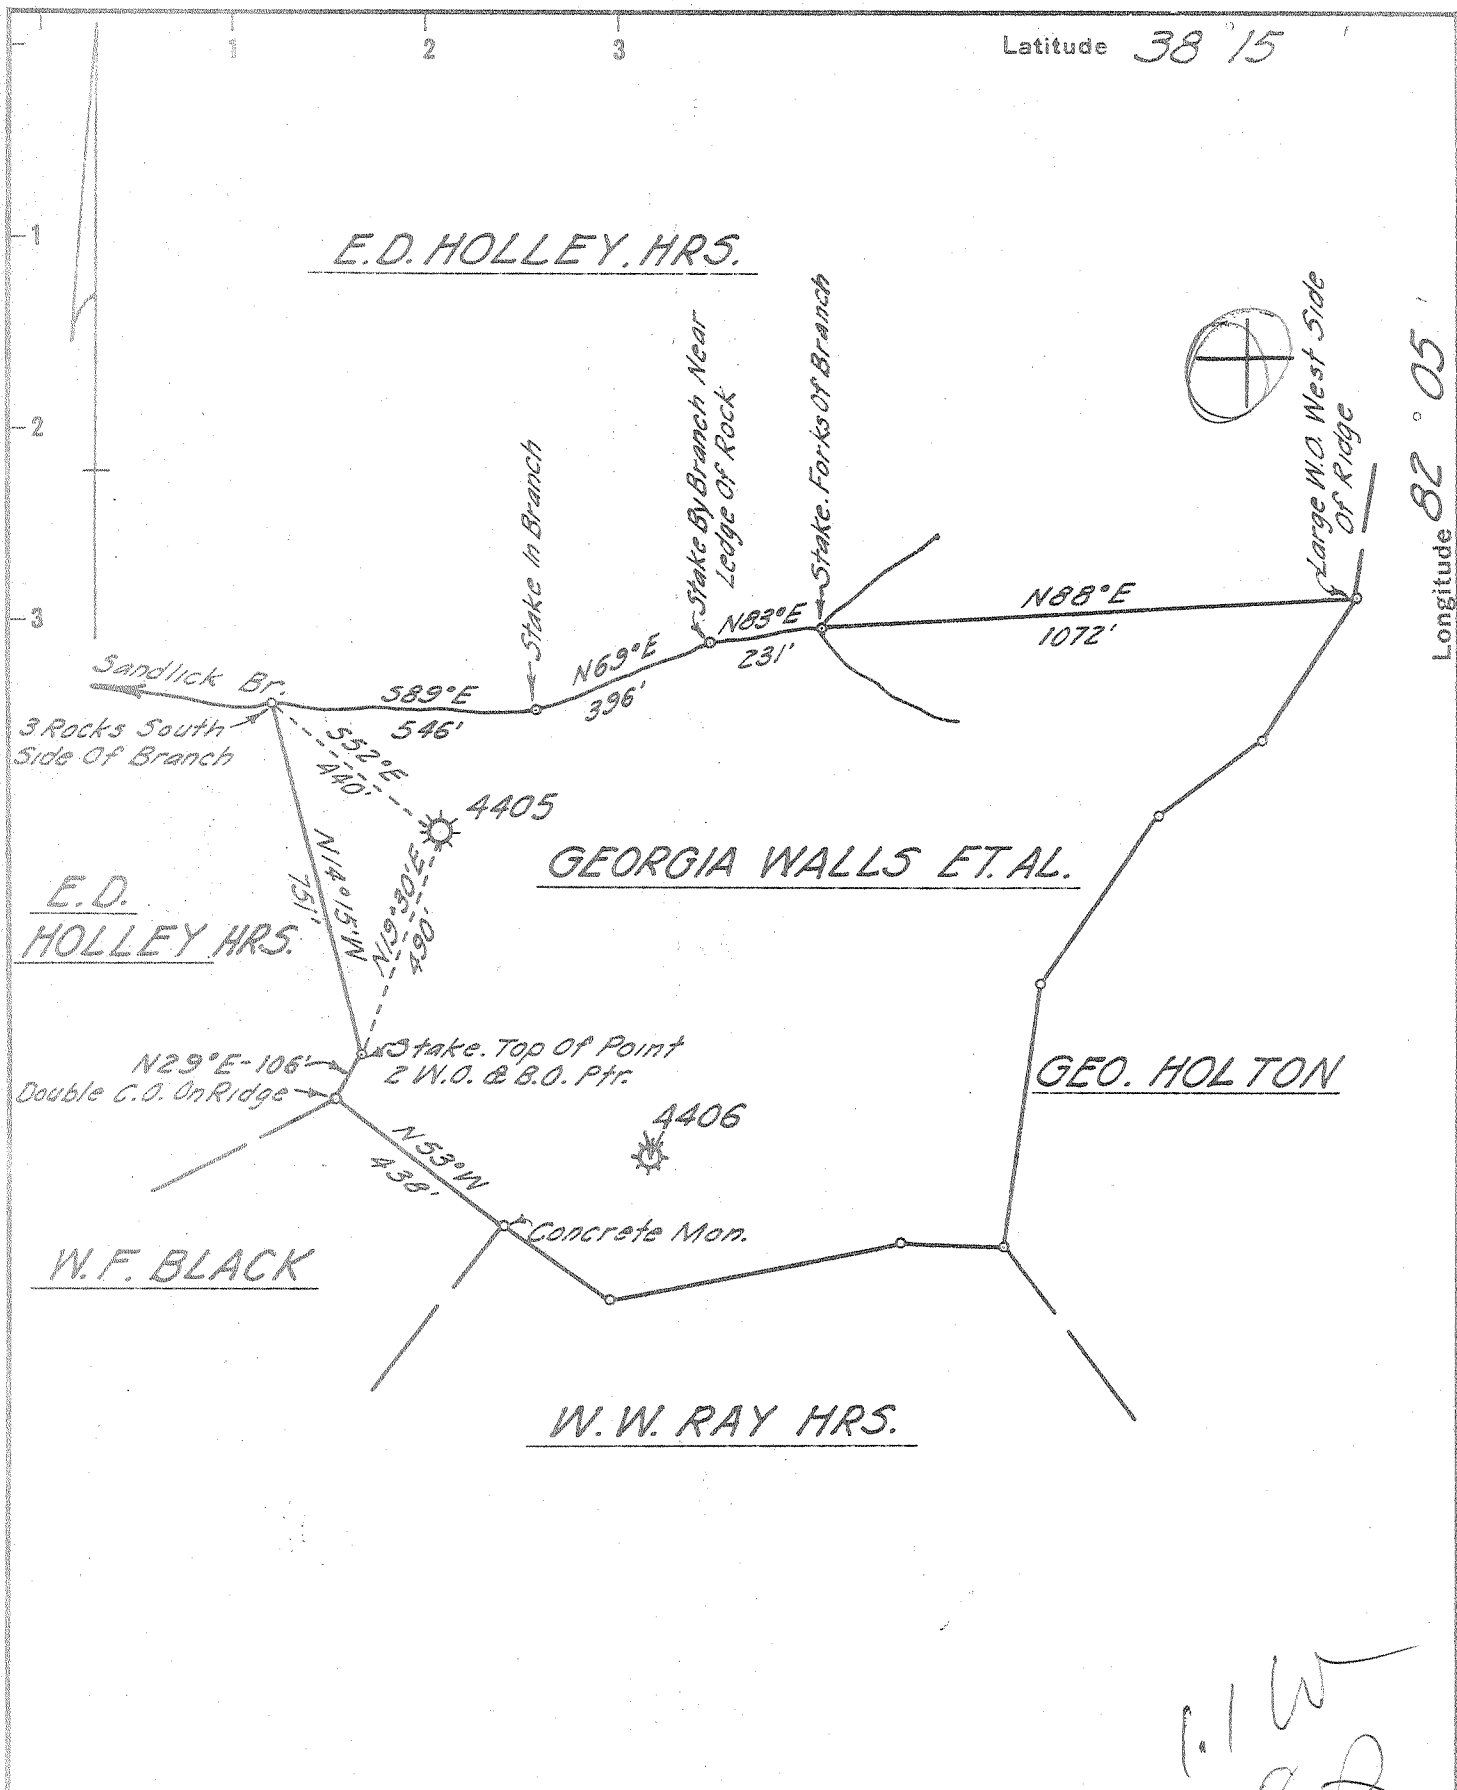 1 2 3
Latitude 38 ° 15 '
1
2
3
Longitude 82 ° 05 '
E.D. HOLLEY. HRS.
Stake In Branch
Stake By Branch Near
Ledge Of Rock
Stake. Forks Of Branch
Large W.O. West Side
Of Ridge
Sandlick Br.
S89°E
546'
N69°E
396'
N83°E
231'
N88°E
1072'
3 Rocks South
Side Of Branch
S52°E
440'
4405
N14°15'W
751'
N19°30'E
490'
GEORGIA WALLS ET. AL.
E.D.
HOLLEY HRS.
N29°E-106'
Double C.O. On Ridge
Stake. Top Of Point
2 W.O. & B.O. Ptr.
GEO. HOLTON
4406
N53°W
438'
Concrete Mon.
W.F. BLACK
W.W. RAY HRS.